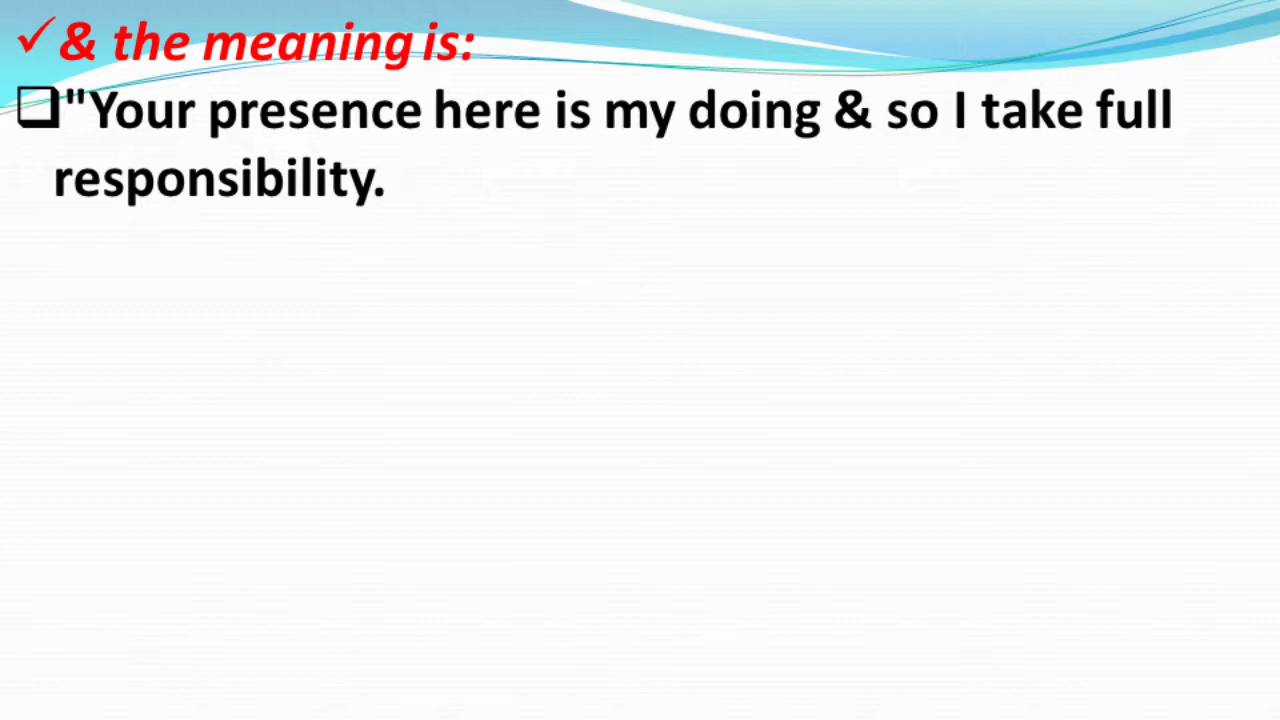 ✓& the meaning is:
❑"Your presence here is my doing & so I take full
responsibility.